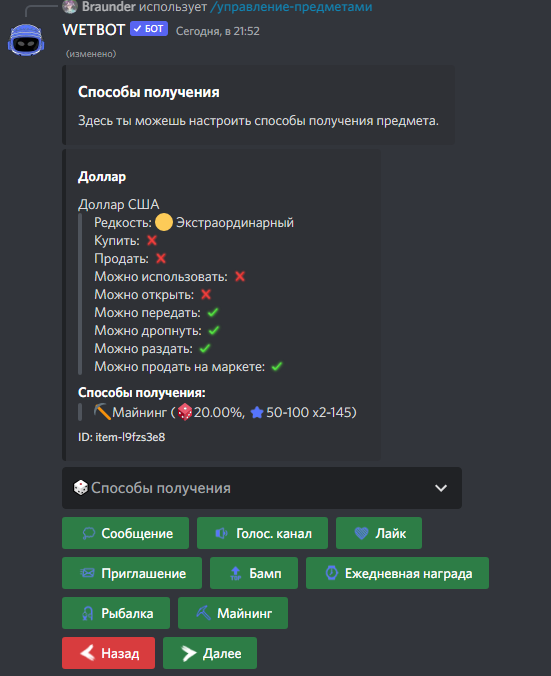 Braunder использует /управление-предметами
WETBOT ✓ БОТ Сегодня, в 21:52
(изменено)
Способы получения
Здесь ты можешь настроить способы получения предмета.
Доллар
Доллар США
Редкость: Экстраординарный
Купить: ❌
Продать: ❌
Можно использовать: ❌
Можно открыть: ❌
Можно передать: ✔
Можно дропнуть: ✔
Можно раздать: ✔
Можно продать на маркете: ✔
Способы получения:
Майнинг (20.00%, 50-100 x2-145)
ID: item-l9fzs3e8
Способы получения
Сообщение Голос. канал Лайк
Приглашение Бамп Ежедневная награда
Рыбалка Майнинг
Назад Далее